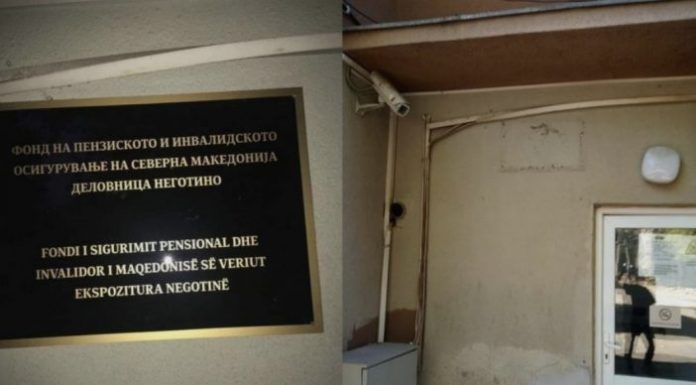 ФОНД НА ПЕНЗИСКОТО И ИНВАЛИДСКОТО
ОСИГУРУВАЊЕ НА СЕВЕРНА МАКЕДОНИЈА
ДЕЛОВНИЦА НЕГОТИНО
FONDI I SIGURIMIT PENSIONAL DHE
INVALIDOR I MAQEDONISË SË VERIUT
EKSPOZITURA NEGOTINË